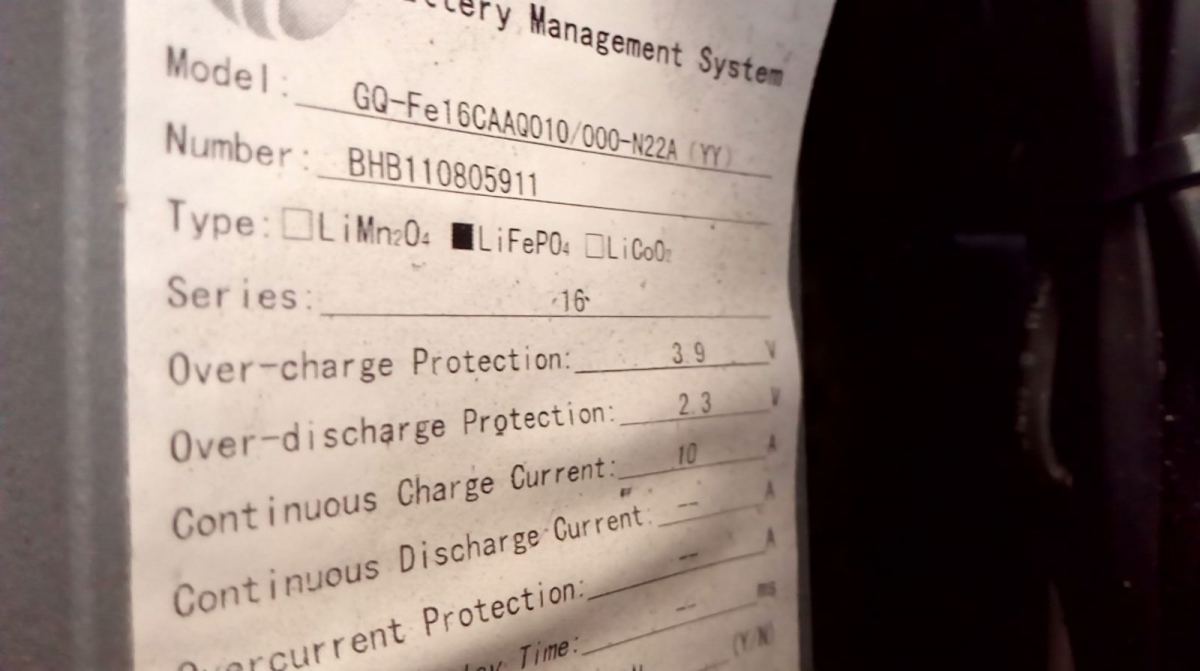 Battery Management System
Model: GQ-Fe16CAAQ010/000-N22A (YY)
Number: BHB110805911
Type: □LiMn₂O₄ ■LiFePO₄ □LiCoO₂
Series: 16
Over-charge Protection: 3.9 V
Over-discharge Protection: 2.3 V
Continuous Charge Current: 10 A
Continuous Discharge Current: -- A
Overcurrent Protection: -- A
Time: -- ms
(Y/N)